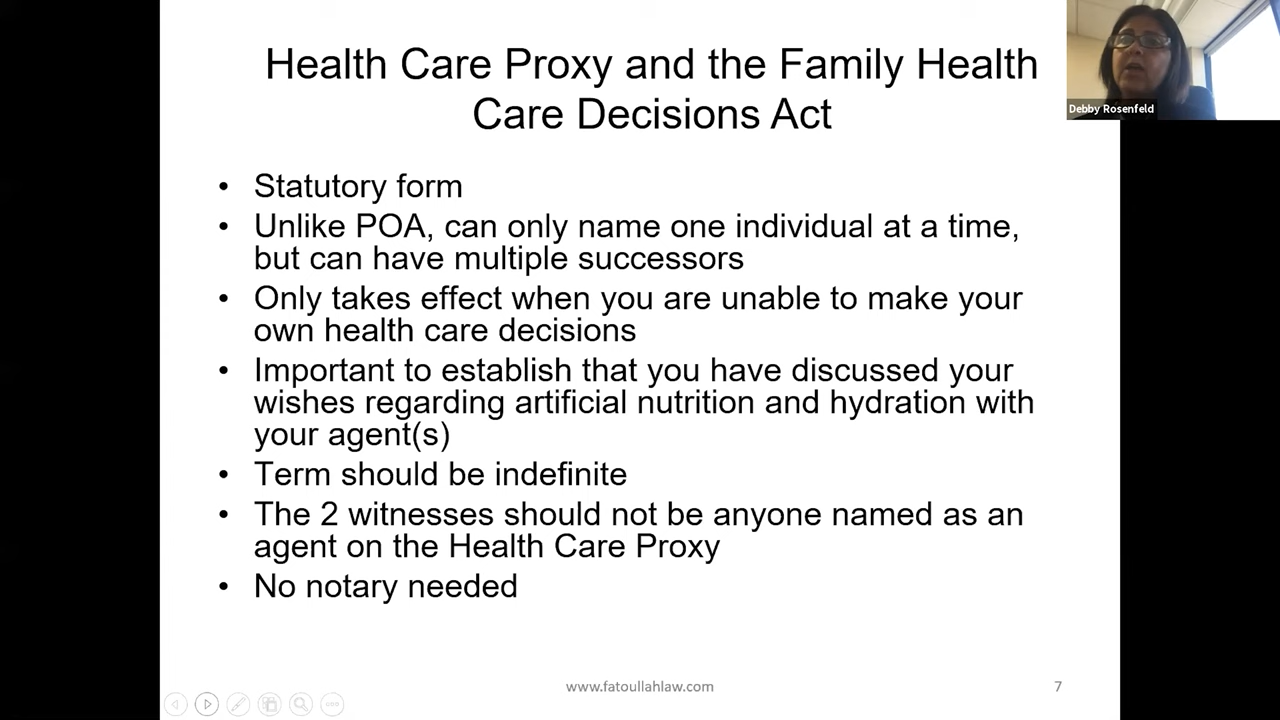 Health Care Proxy and the Family Health
Care Decisions Act
Debby Rosenfeld
• Statutory form
• Unlike POA, can only name one individual at a time,
but can have multiple successors
• Only takes effect when you are unable to make your
own health care decisions
• Important to establish that you have discussed your
wishes regarding artificial nutrition and hydration with
your agent(s)
• Term should be indefinite
• The 2 witnesses should not be anyone named as an
agent on the Health Care Proxy
• No notary needed
www.fatoullahlaw.com
7